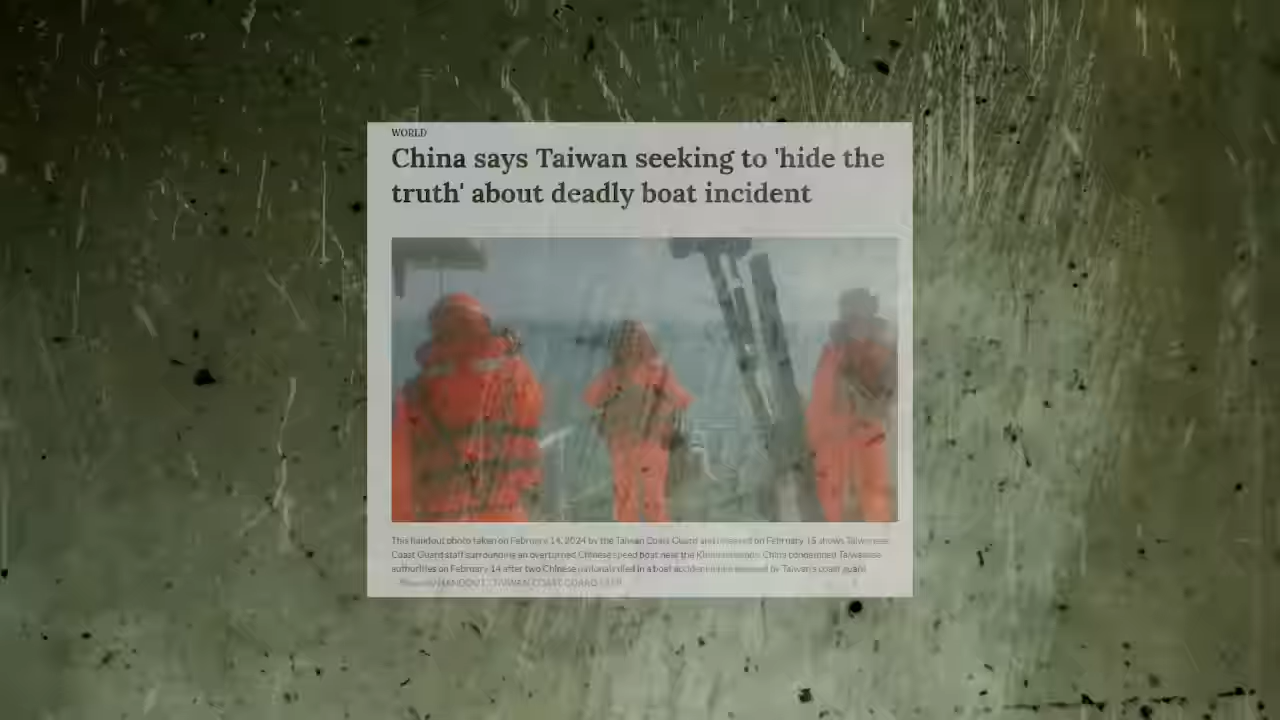 WORLD
China says Taiwan seeking to 'hide the
truth' about deadly boat incident
This handout photo taken on February 14, 2024 by the Taiwan Coast Guard and released on February 15 shows Taiwanese
Coast Guard staff surrounding an overturned Chinese speed boat near the China condemned Taiwanese
authorities on February 14 after two Chinese nationals died in a boat accident by Taiwan's coast guard
HANDOUT TAIWAN COAST GUARD